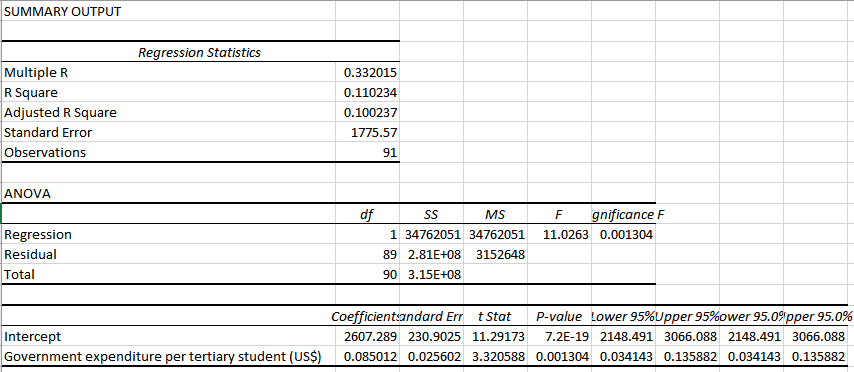 SUMMARY OUTPUT
Regression Statistics
Multiple R 0.332015
R Square 0.110234
Adjusted R Square 0.100237
Standard Error 1775.57
Observations 91
ANOVA
df SS MS F gnificance F
Regression 1 34762051 34762051 11.0263 0.001304
Residual 89 2.81E+08 3152648
Total 90 3.15E+08
Coefficients andard Err t Stat P-value Lower 95% Upper 95% ower 95.0% pper 95.0%
Intercept 2607.289 230.9025 11.29173 7.2E-19 2148.491 3066.088 2148.491 3066.088
Government expenditure per tertiary student (US$) 0.085012 0.025602 3.320588 0.001304 0.034143 0.135882 0.034143 0.135882